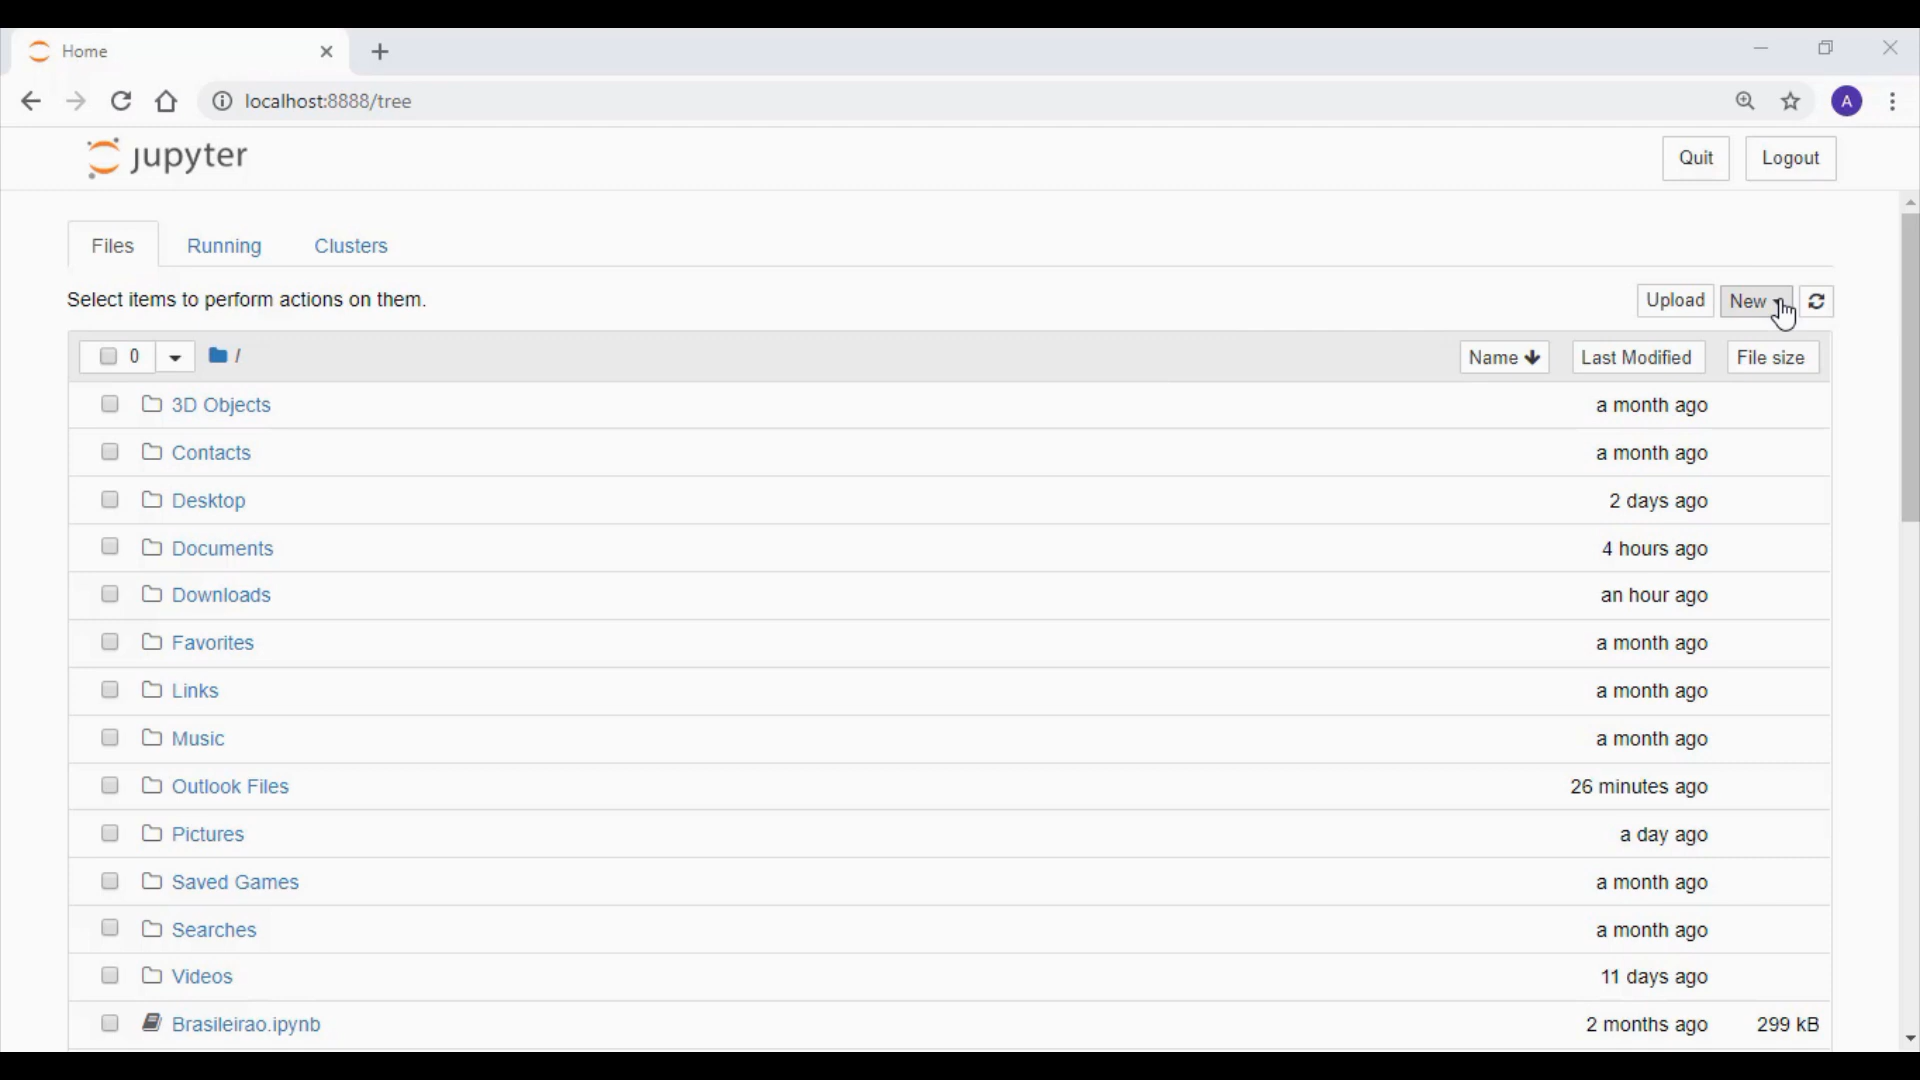 Home
localhost:8888/tree
A
jupyter
Quit Logout
Files Running Clusters
Select items to perform actions on them.
Upload New
0 / Name Last Modified File size
3D Objects a month ago
Contacts a month ago
Desktop 2 days ago
Documents 4 hours ago
Downloads an hour ago
Favorites a month ago
Links a month ago
Music a month ago
Outlook Files 26 minutes ago
Pictures a day ago
Saved Games a month ago
Searches a month ago
Videos 11 days ago
Brasileirao.ipynb 2 months ago 299 kB